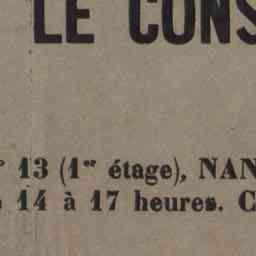 LE CONS
° 13 (1er étage), NAN
14 à 17 heures. C